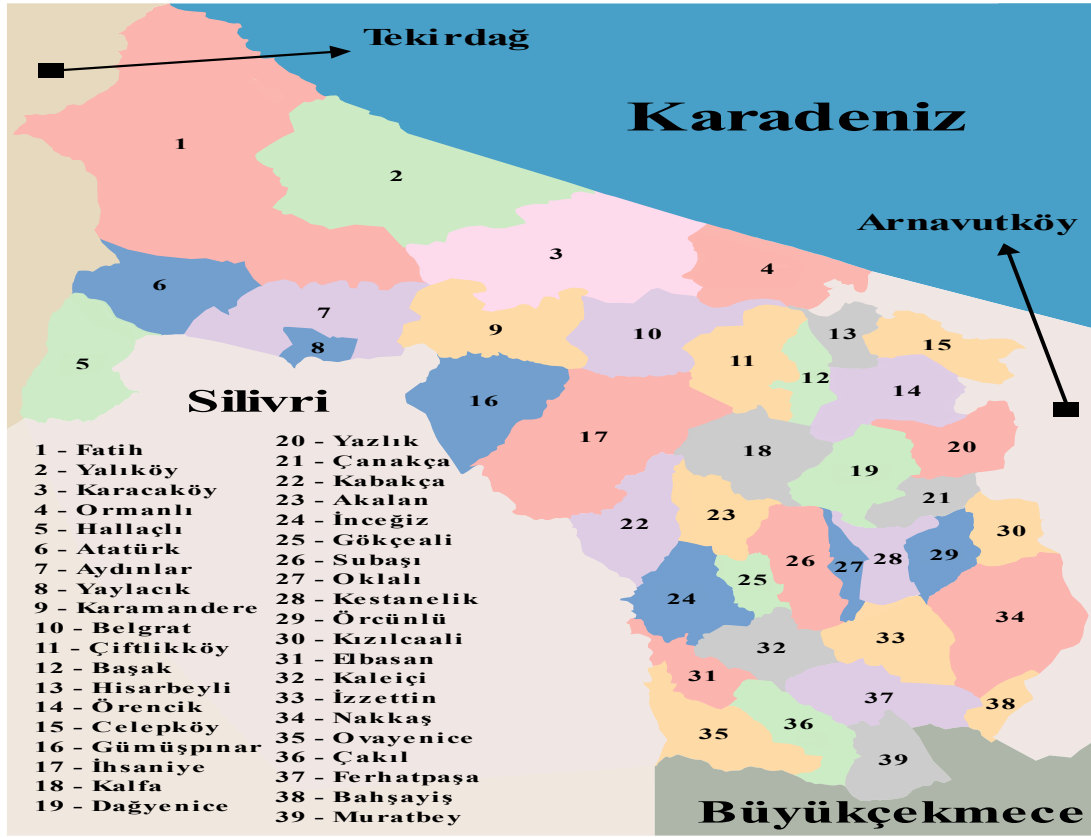 Tekirdağ
Karadeniz
Arnavutköy
1
2
3
4
5
6
7
8
9
10
11
12
13
14
15
16
17
18
19
20
21
22
23
24
25
26
27
28
29
30
31
32
33
34
35
36
37
38
39
Silivri
1 - Fatih
2 - Yalıköy
3 - Karacaköy
4 - Ormanlı
5 - Hallaçlı
6 - Atatürk
7 - Aydınlar
8 - Yaylacık
9 - Karamandere
10 - Belgrat
11 - Çiftlikköy
12 - Başak
13 - Hisarbeyli
14 - Örencik
15 - Celepköy
16 - Gümüşpınar
17 - İhsaniye
18 - Kalfa
19 - Dağyenice
20 - Yazlık
21 - Çanakça
22 - Kabakça
23 - Akalan
24 - İnceğiz
25 - Gökçeali
26 - Subaşı
27 - Oklalı
28 - Kestanelik
29 - Örcünlü
30 - Kızılcaali
31 - Elbasan
32 - Kaleiçi
33 - İzzettin
34 - Nakkaş
35 - Ovayenice
36 - Çakıl
37 - Ferhatpaşa
38 - Bahşayiş
39 - Muratbey
Büyükçekmece